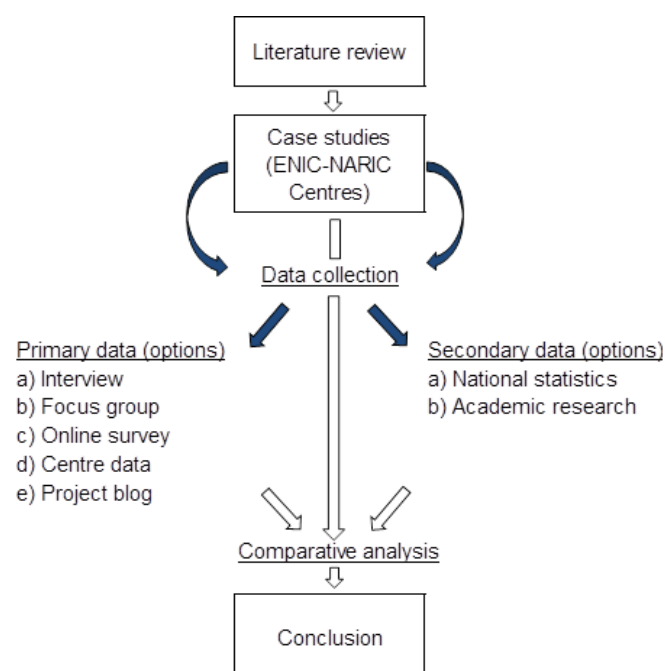 Literature review
Case studies
(ENIC-NARIC
Centres)
Data collection
Primary data (options)
a) Interview
b) Focus group
c) Online survey
d) Centre data
e) Project blog
Secondary data (options)
a) National statistics
b) Academic research
Comparative analysis
Conclusion